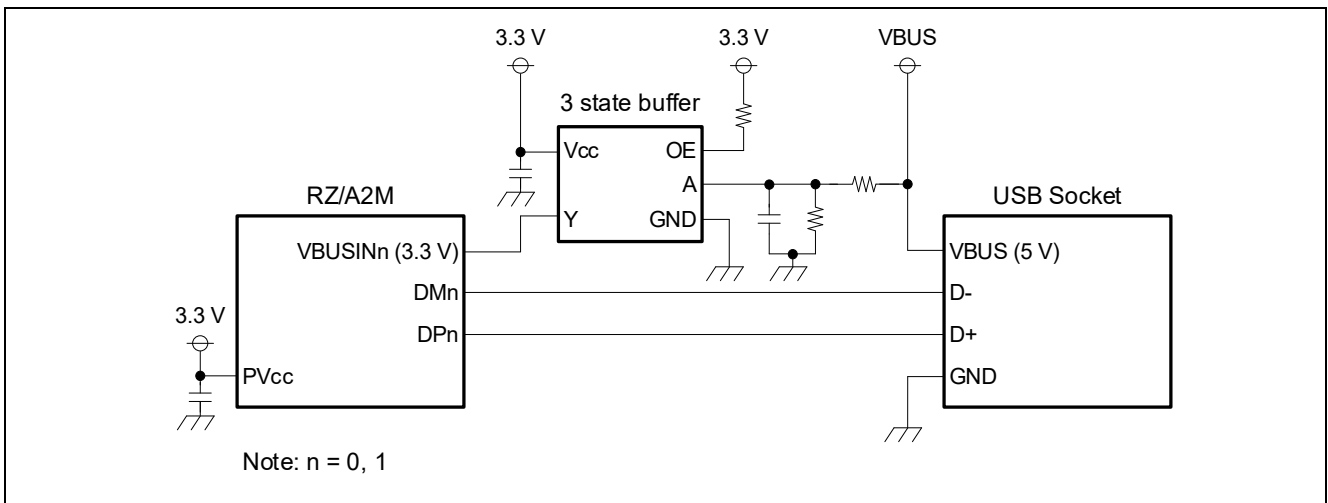 3.3 V
3.3 V
VBUS
3 state buffer
Vcc
OE
A
Y
GND
RZ/A2M
VBUSINn (3.3 V)
DMn
DPn
3.3 V
PVcc
USB Socket
VBUS (5 V)
D-
D+
GND
Note: n = 0, 1